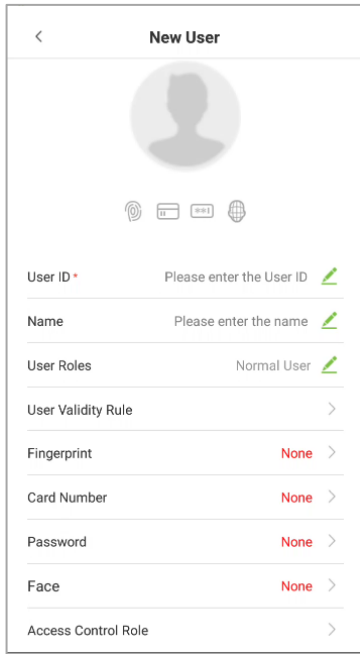 New User
User ID * Please enter the User ID
Name Please enter the name
User Roles Normal User
User Validity Rule
Fingerprint None
Card Number None
Password None
Face None
Access Control Role